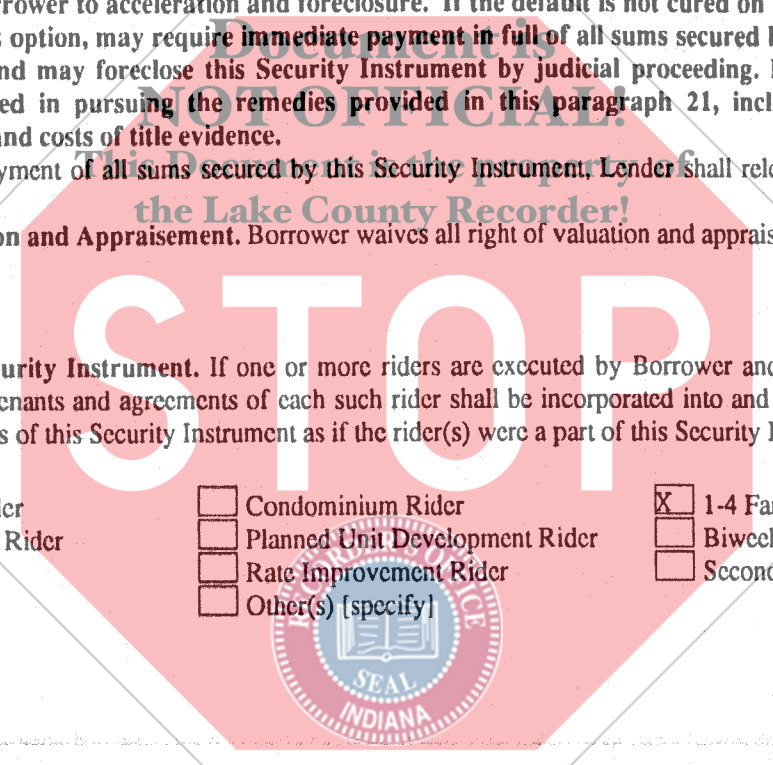 rrower to acceleration and foreclosure. If the default is not cured on
s option, may require immediate payment in full of all sums secured
Document is
nd may foreclose this Security Instrument by judicial proceeding.
ed in pursuing the remedies provided in this paragraph 21, incl
NOT OFFICIAL!
and costs of title evidence.
yment of all sums secured by this Security Instrument, Lender shall rele
This Document is the property of
the Lake County Recorder!
on and Appraisement. Borrower waives all right of valuation and apprais
STOP
urity Instrument. If one or more riders are executed by Borrower and
enants and agreements of each such rider shall be incorporated into and
s of this Security Instrument as if the rider(s) were a part of this Security I
er
Condominium Rider
X 1-4 Fa
Rider
Planned Unit Development Rider
Biweek
Rate Improvement Rider
Second
Other(s) [specify]
RECORDER'S OFFICE
SEAL
INDIANA